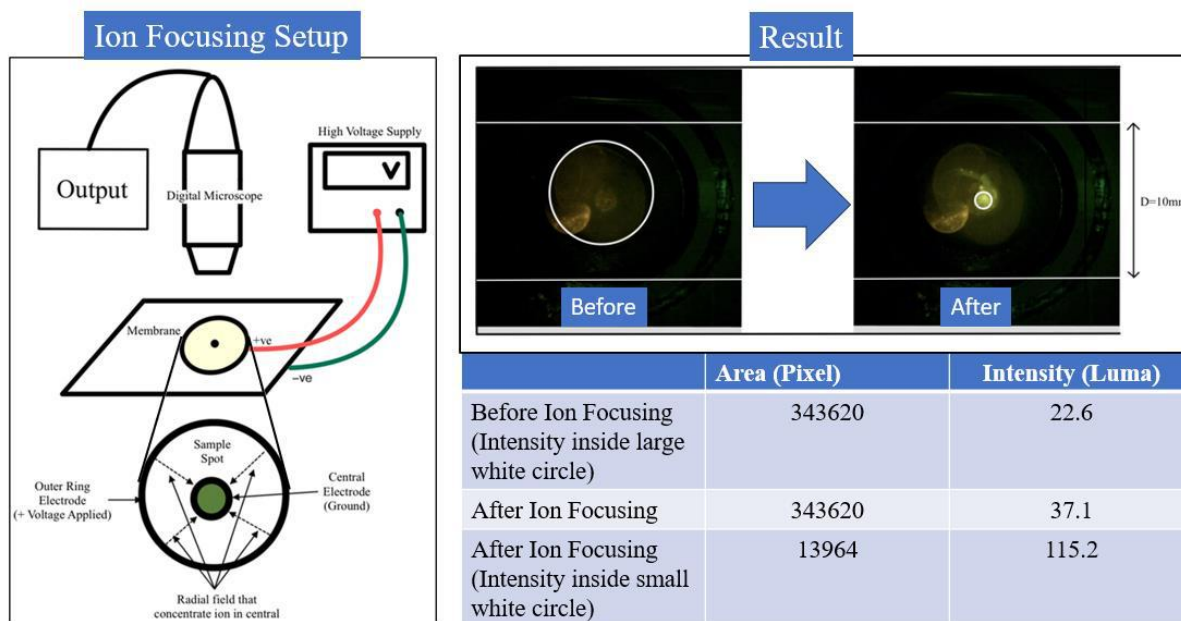 Ion Focusing Setup
Output
Digital Microscope
High Voltage Supply
V
Membrane
+ve
−ve
Sample
Spot
Outer Ring
Electrode
(+ Voltage Applied)
Central
Electrode
(Ground)
Radial field that
concentrate ion in central
Result
Before
After
D=10mm
Area (Pixel) Intensity (Luma)
Before Ion Focusing
(Intensity inside large
white circle) 343620 22.6
After Ion Focusing 343620 37.1
After Ion Focusing
(Intensity inside small
white circle) 13964 115.2